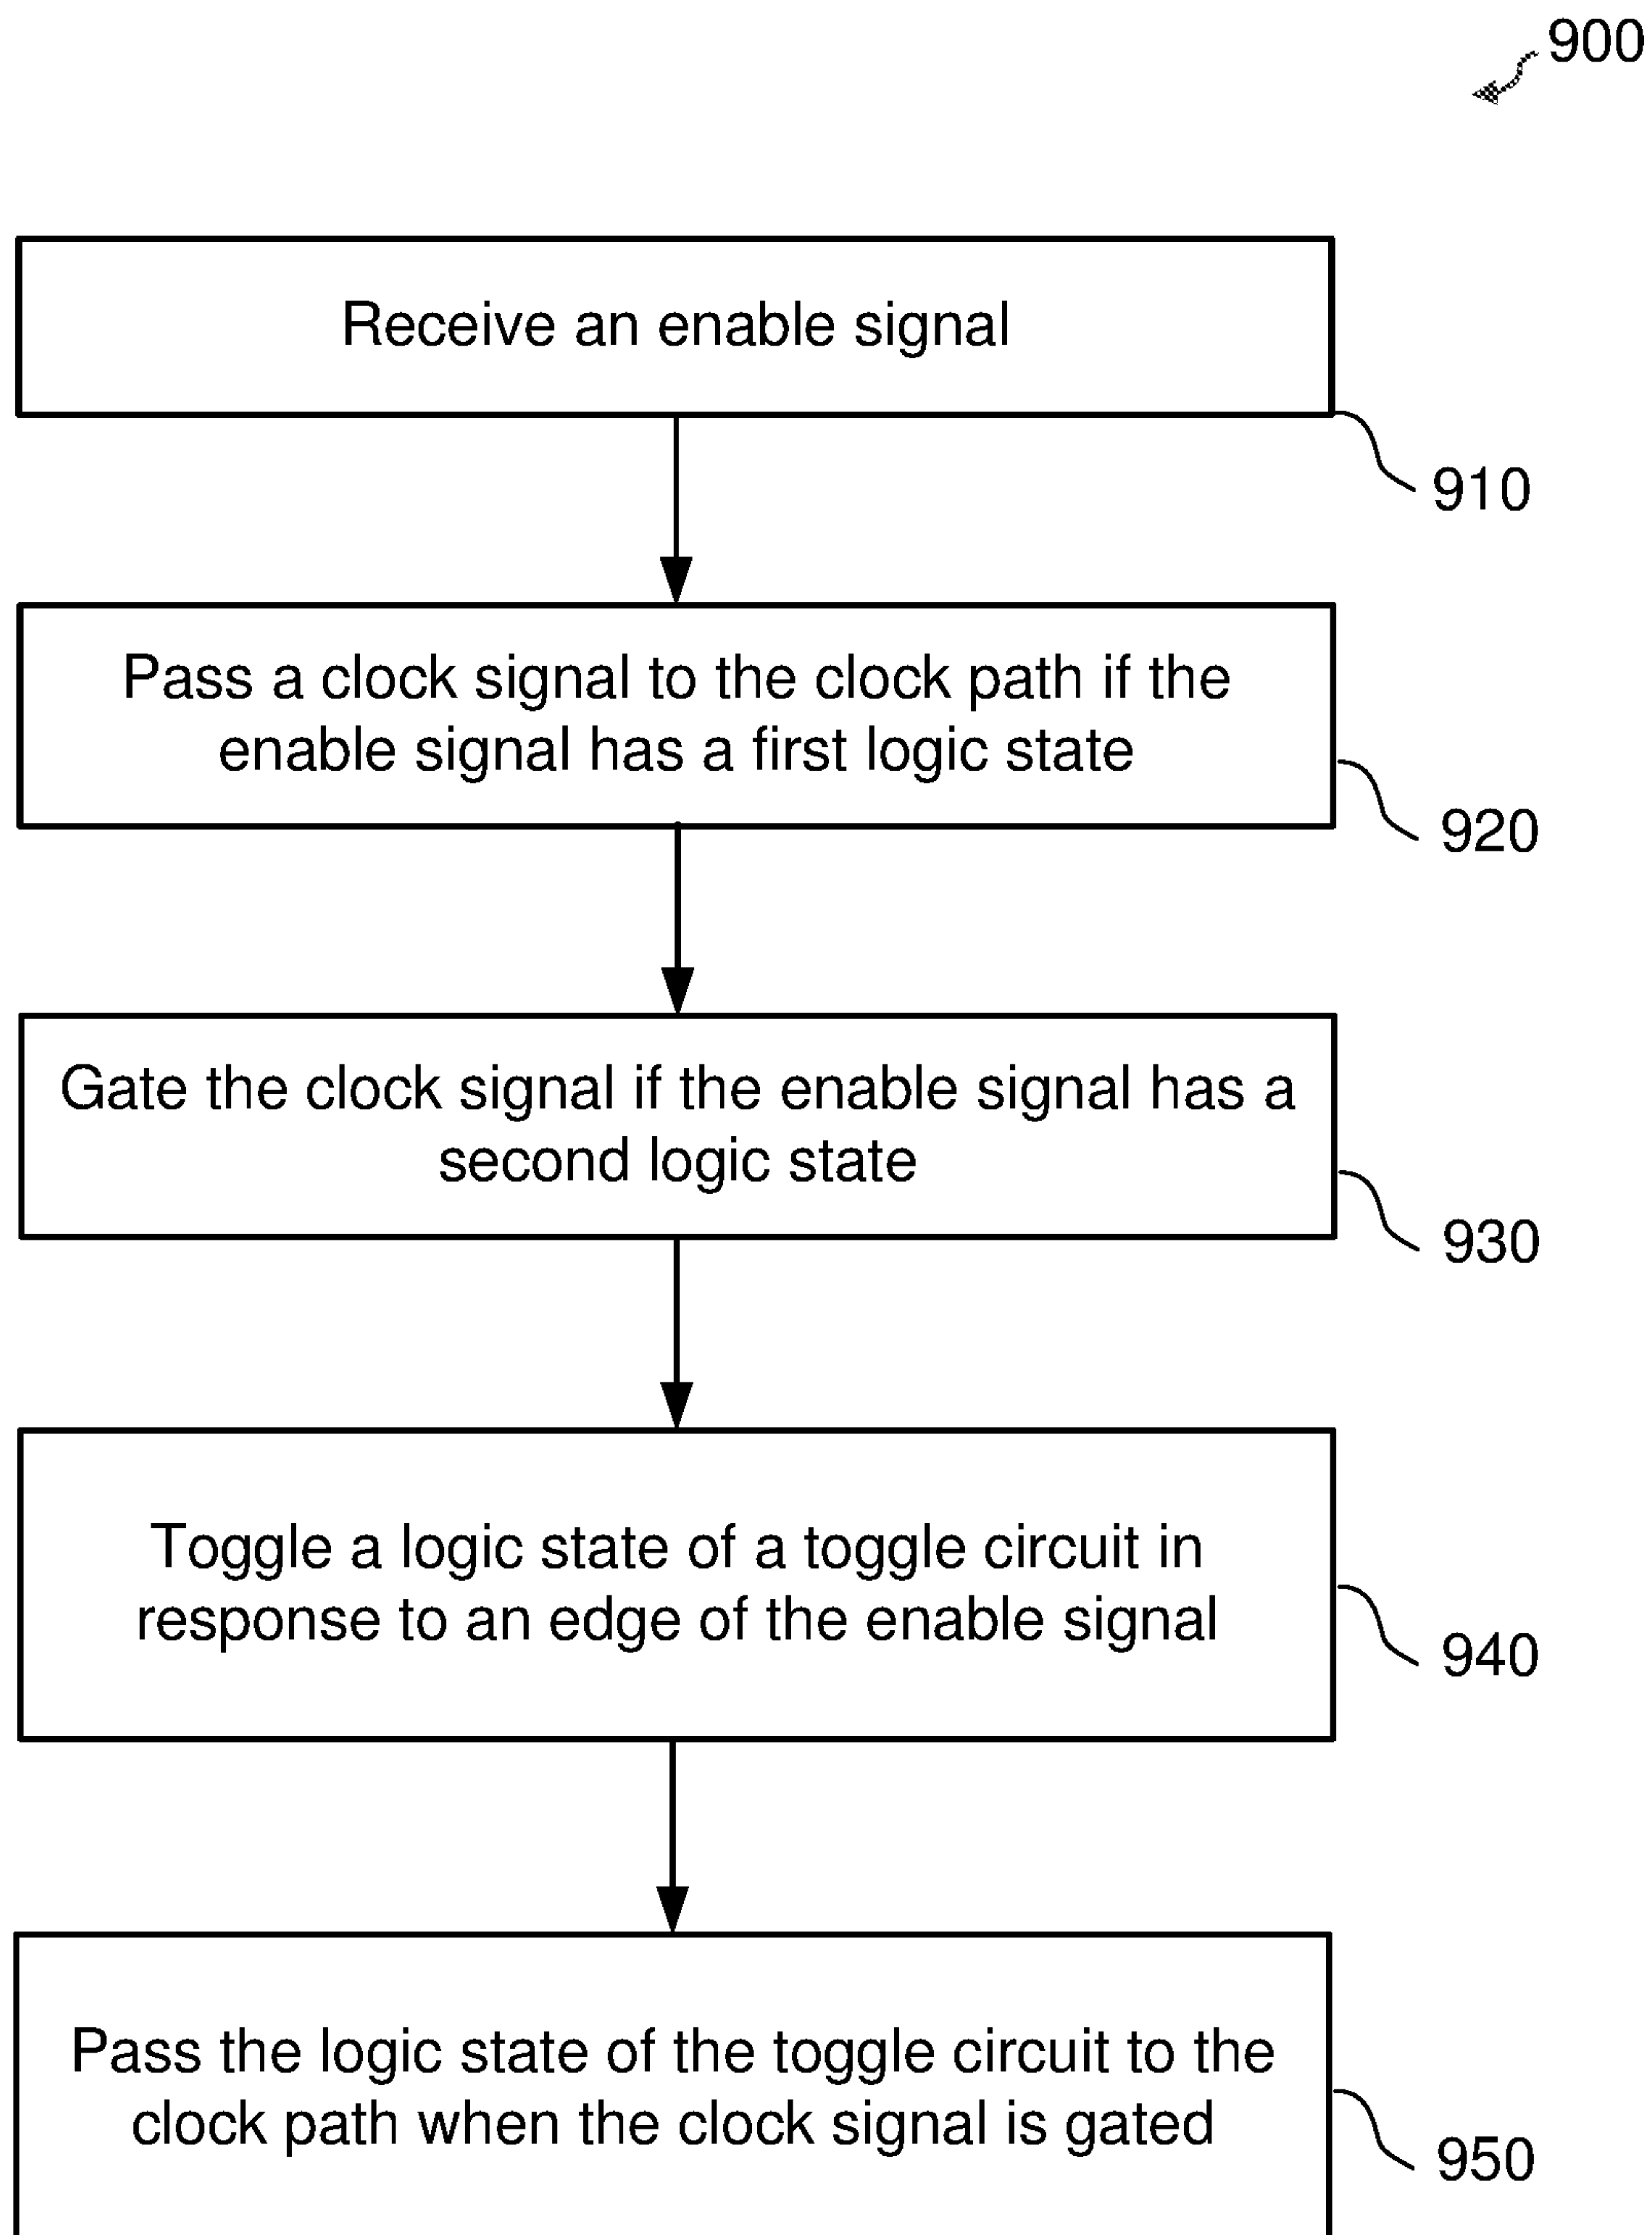 900
Receive an enable signal
910
Pass a clock signal to the clock path if the
enable signal has a first logic state
920
Gate the clock signal if the enable signal has a
second logic state
930
Toggle a logic state of a toggle circuit in
response to an edge of the enable signal
940
Pass the logic state of the toggle circuit to the
clock path when the clock signal is gated
950